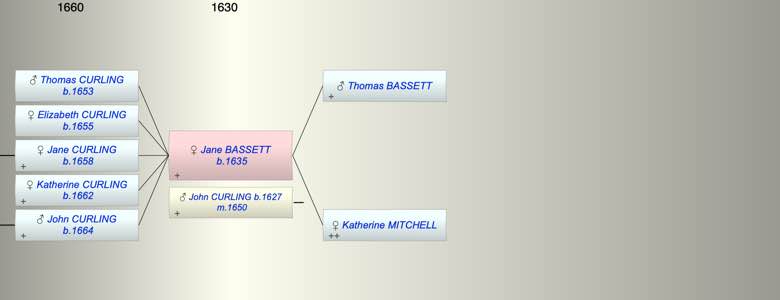 1660
1630
♂ Thomas CURLING
b.1653
♀ Elizabeth CURLING
b.1655
♀ Jane CURLING
b.1658
+
♀ Katherine CURLING
b.1662
+
♂ John CURLING
b.1664
+
♀ Jane BASSETT
b.1635
+
♂ John CURLING b.1627
m.1650
+
♂ Thomas BASSETT
+
♀ Katherine MITCHELL
++